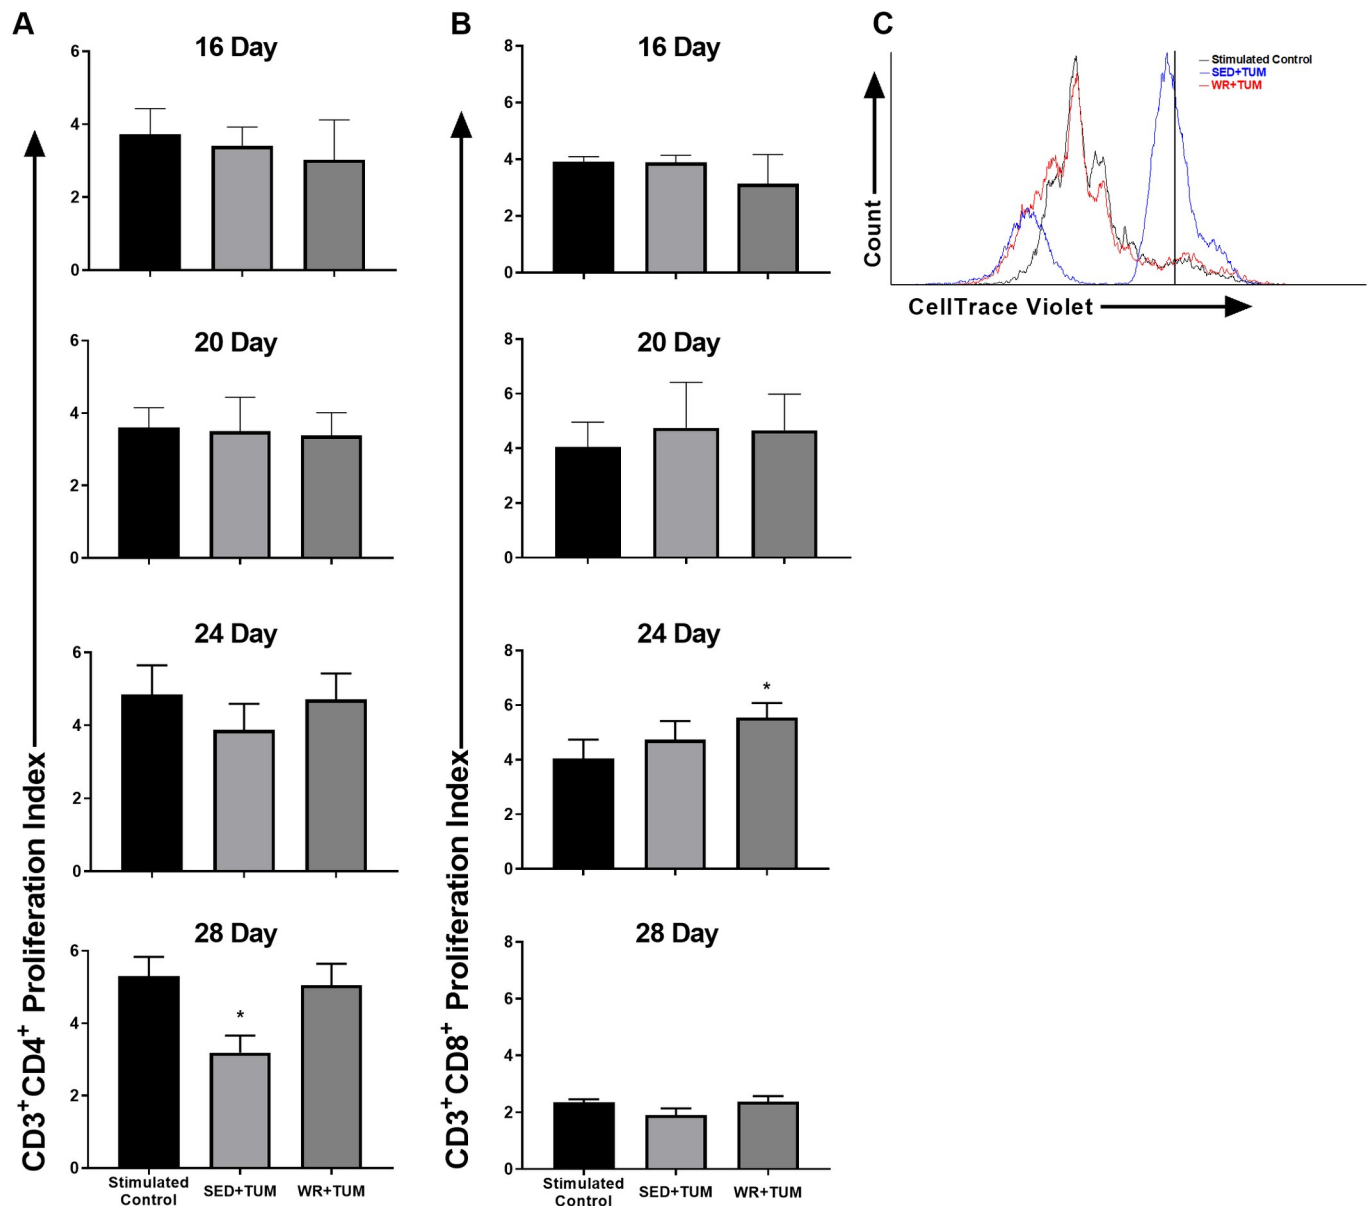 A
CD3+CD4+ Proliferation Index
16 Day
6
4
2
0
20 Day
6
4
2
0
24 Day
6
4
2
0
28 Day
*
6
4
2
0
Stimulated
Control
SED+TUM
WR+TUM
B
CD3+CD8+ Proliferation Index
16 Day
8
6
4
2
0
20 Day
8
6
4
2
0
24 Day
*
8
6
4
2
0
28 Day
8
6
4
2
0
Stimulated
Control
SED+TUM
WR+TUM
C
Count
Stimulated Control
SED+TUM
WR+TUM
CellTrace Violet